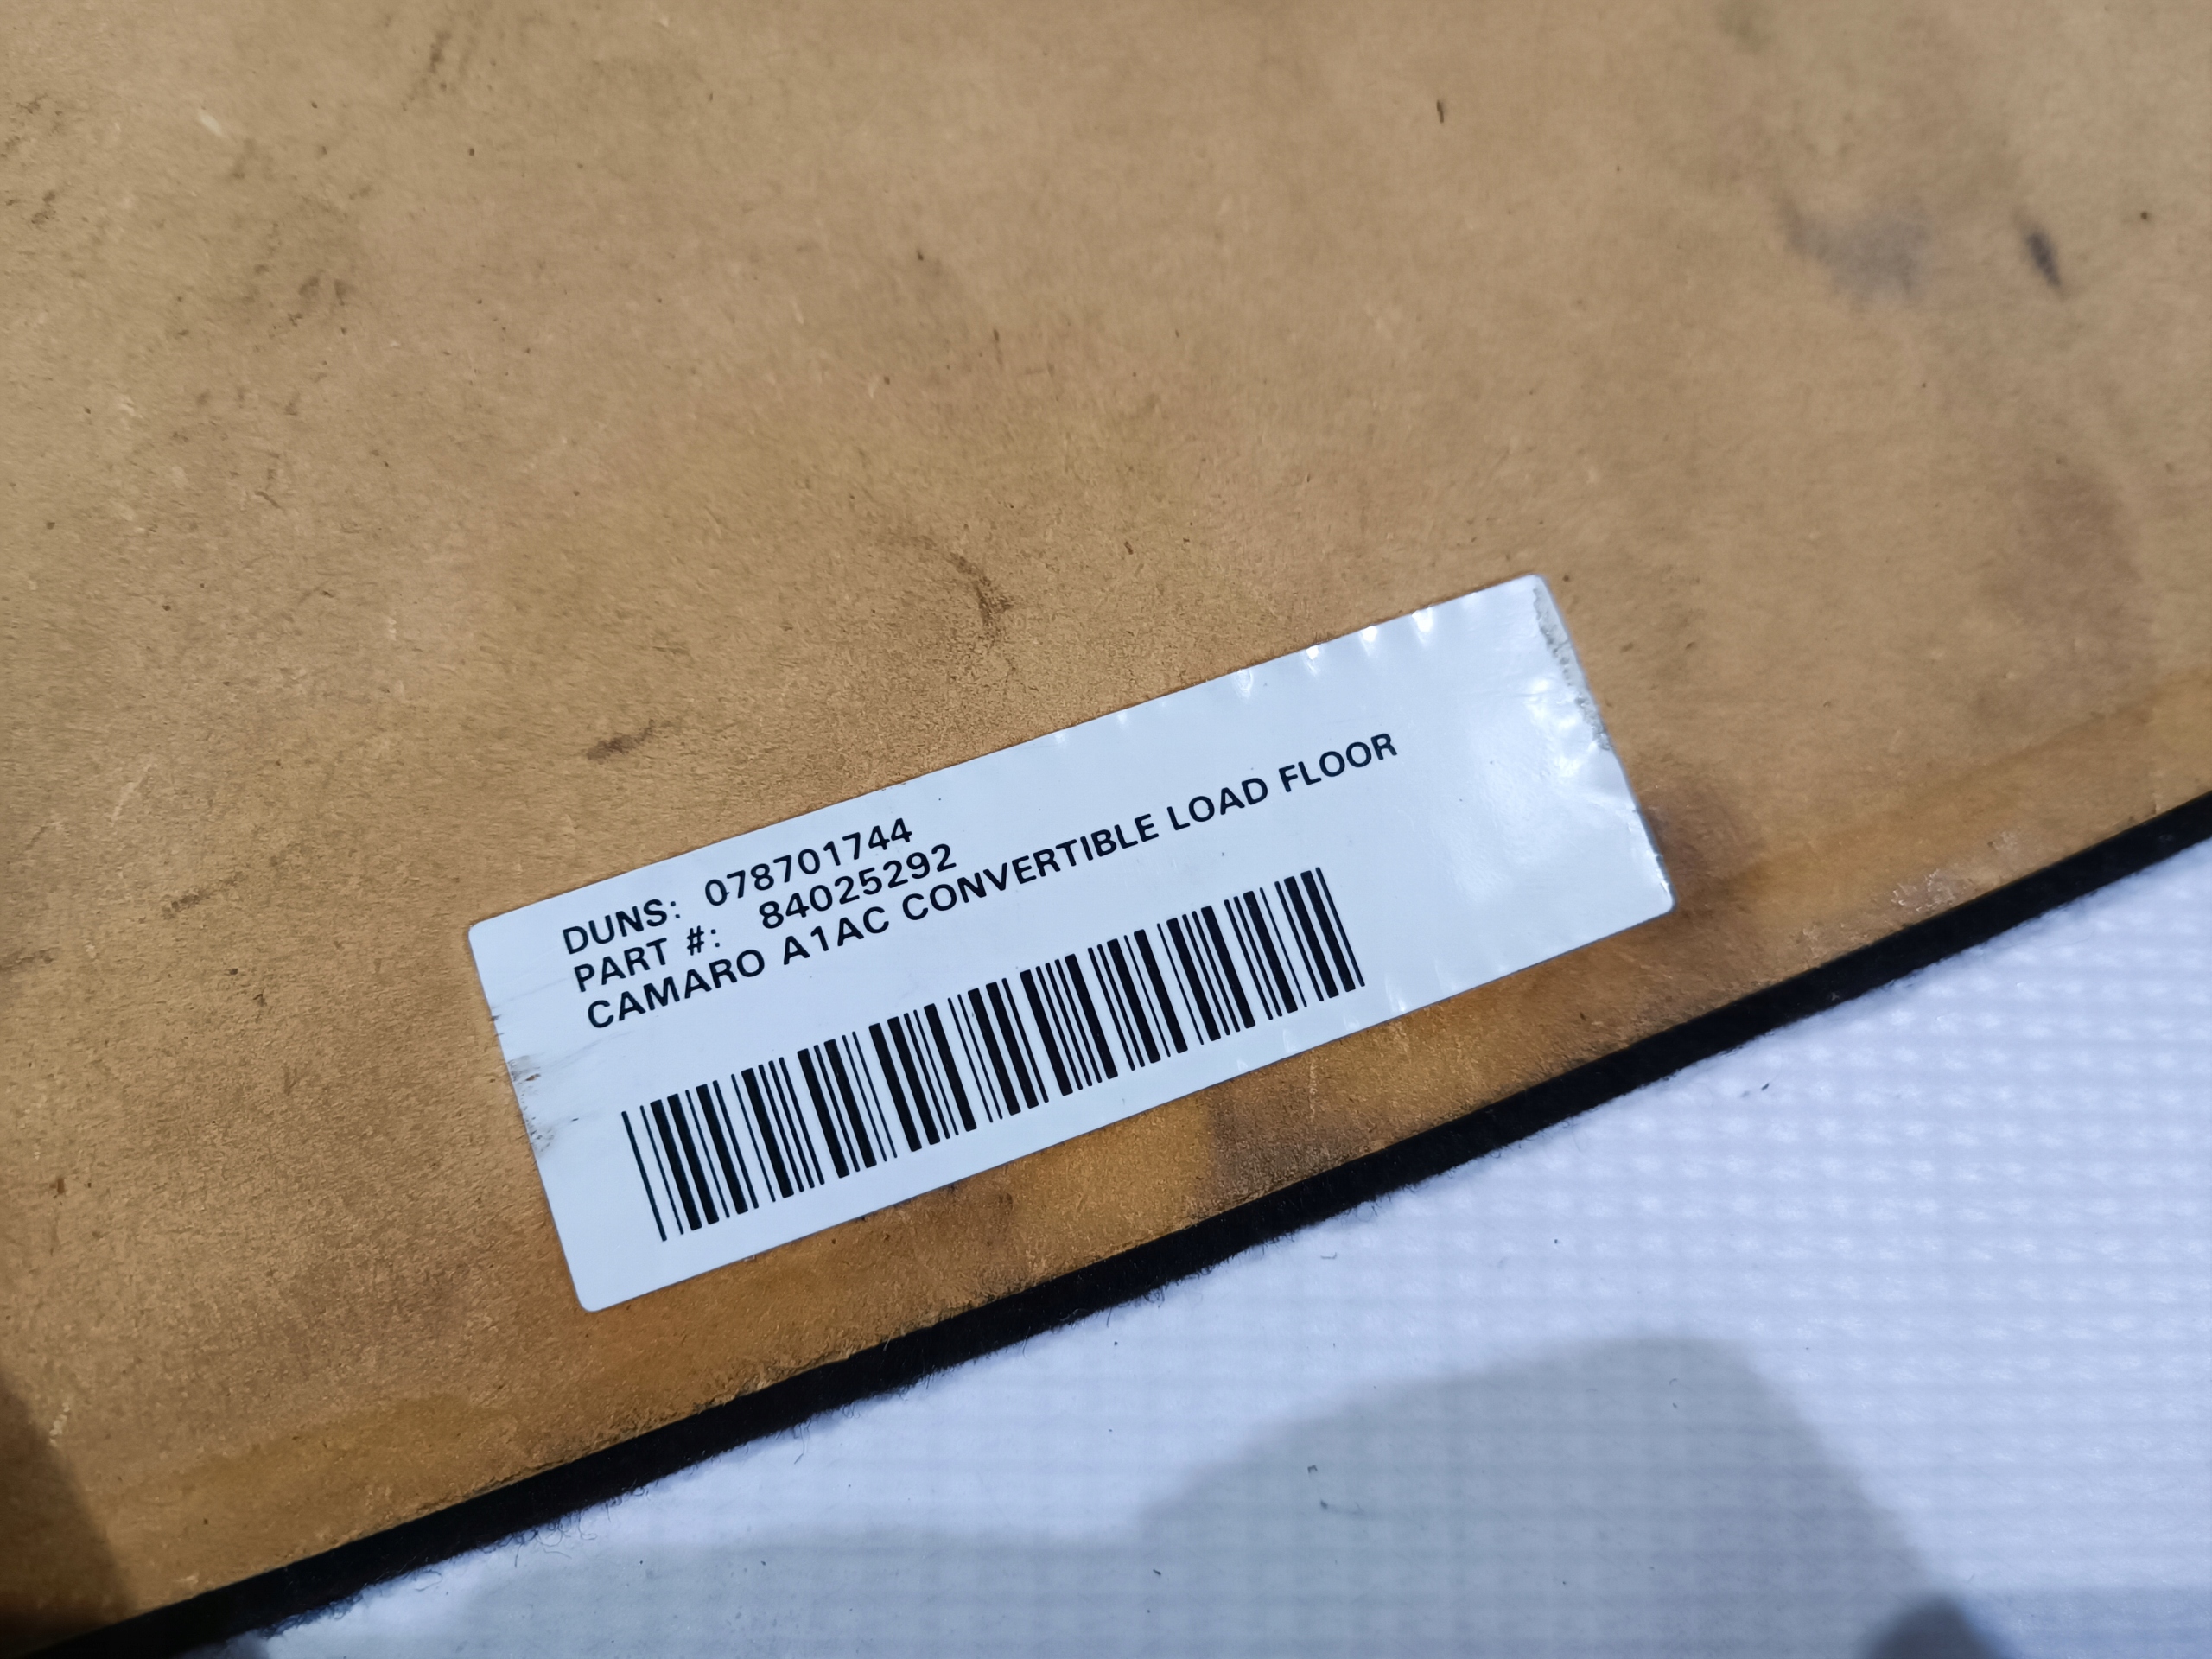 DUNS: 078701744
PART #: 84025292
CAMARO A1AC CONVERTIBLE LOAD FLOOR